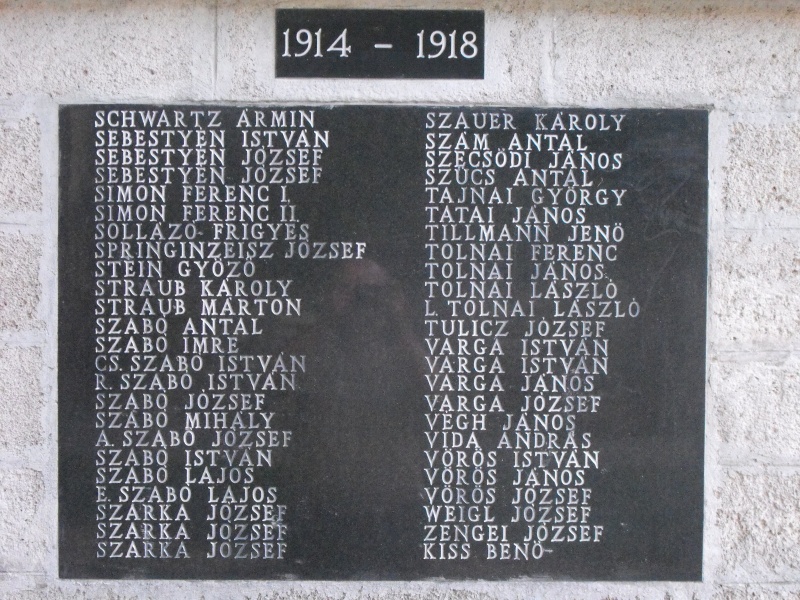 1914 - 1918
SCHWARTZ ÁRMIN
SEBESTYÉN ISTVÁN
SEBESTYÉN JÓZSEF
SEBESTYÉN JÓZSEF
SIMON FERENC I.
SIMON FERENC II.
SOLLAZÓ FRIGYES
SPRINGINZEISZ JÓZSEF
STEIN GYŐZŐ
STRAUB KÁROLY
STRAUB MÁRTON
SZABÓ ANTAL
SZABÓ IMRE
CS. SZABÓ ISTVÁN
R. SZABÓ ISTVÁN
SZABÓ JÓZSEF
SZABÓ MIHÁLY
A. SZABÓ JÓZSEF
SZABÓ ISTVÁN
SZABÓ LAJOS
E. SZABÓ LAJOS
SZARKA JÓZSEF
SZARKA JÓZSEF
SZARKA JÓZSEF
SZAUER KÁROLY
SZÁM ANTAL
SZECSŐDI JÁNOS
SZŰCS ANTAL
TAJNAI GYÖRGY
TATAI JÁNOS
TILLMANN JENŐ
TOLNAI FERENC
TOLNAI JÁNOS
TOLNAI LÁSZLÓ
L. TOLNAI LÁSZLÓ
TULICZ JÓZSEF
VARGA ISTVÁN
VARGA ISTVÁN
VARGA JÁNOS
VARGA JÓZSEF
VÉGH JÁNOS
VIDA ANDRÁS
VÖRÖS ISTVÁN
VÖRÖS JÁNOS
VÖRÖS JÓZSEF
WEIGL JÓZSEF
ZENGEI JÓZSEF
KISS BENŐ